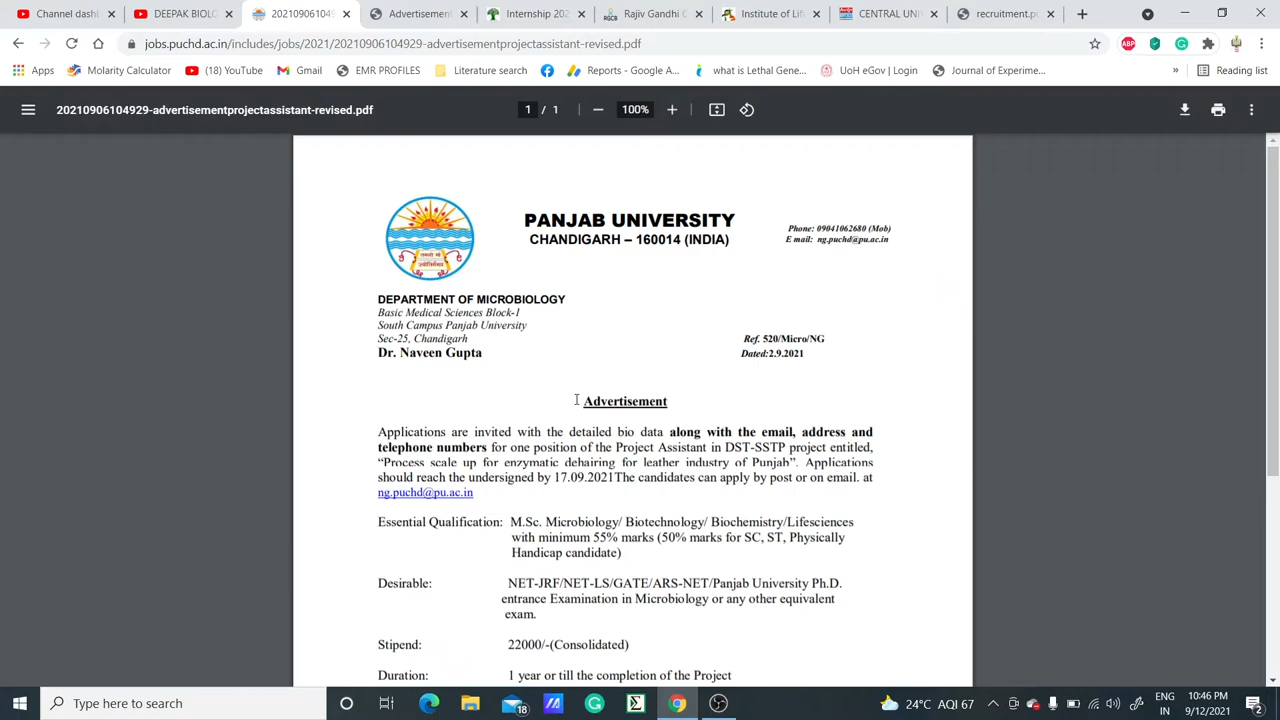 Channel dash
DEEPAK BIOL
20210906104
Advertisemen
Internship 202
Rajiv Gandhi C
Institute of Life
CENTRAL UNI
recruitment.p
jobs.puchd.ac.in/includes/jobs/2021/20210906104929-advertisementprojectassistant-revised.pdf
ABP
Apps
Molarity Calculator
(18) YouTube
Gmail
EMR PROFILES
Literature search
Reports - Google A...
what is Lethal Gene...
UoH eGov | Login
Journal of Experime...
»
Reading list
20210906104929-advertisementprojectassistant-revised.pdf
1 / 1
100%
PANJAB UNIVERSITY
CHANDIGARH – 160014 (INDIA)
Phone: 09041062680 (Mob)
E mail: ng.puchd@pu.ac.in
DEPARTMENT OF MICROBIOLOGY
Basic Medical Sciences Block-1
South Campus Panjab University
Sec-25, Chandigarh
Ref. 520/Micro/NG
Dr. Naveen Gupta
Dated:2.9.2021
Advertisement
Applications are invited with the detailed bio data along with the email, address and
telephone numbers for one position of the Project Assistant in DST-SSTP project entitled,
“Process scale up for enzymatic dehairing for leather industry of Punjab”. Applications
should reach the undersigned by 17.09.2021The candidates can apply by post or on email. at
ng.puchd@pu.ac.in
Essential Qualification: M.Sc. Microbiology/ Biotechnology/ Biochemistry/Lifesciences
with minimum 55% marks (50% marks for SC, ST, Physically
Handicap candidate)
Desirable: NET-JRF/NET-LS/GATE/ARS-NET/Panjab University Ph.D.
entrance Examination in Microbiology or any other equivalent
exam.
Stipend: 22000/-(Consolidated)
Duration: 1 year or till the completion of the Project
Type here to search
18
24°C AQI 67
ENG
IN
10:46 PM
9/12/2021
2